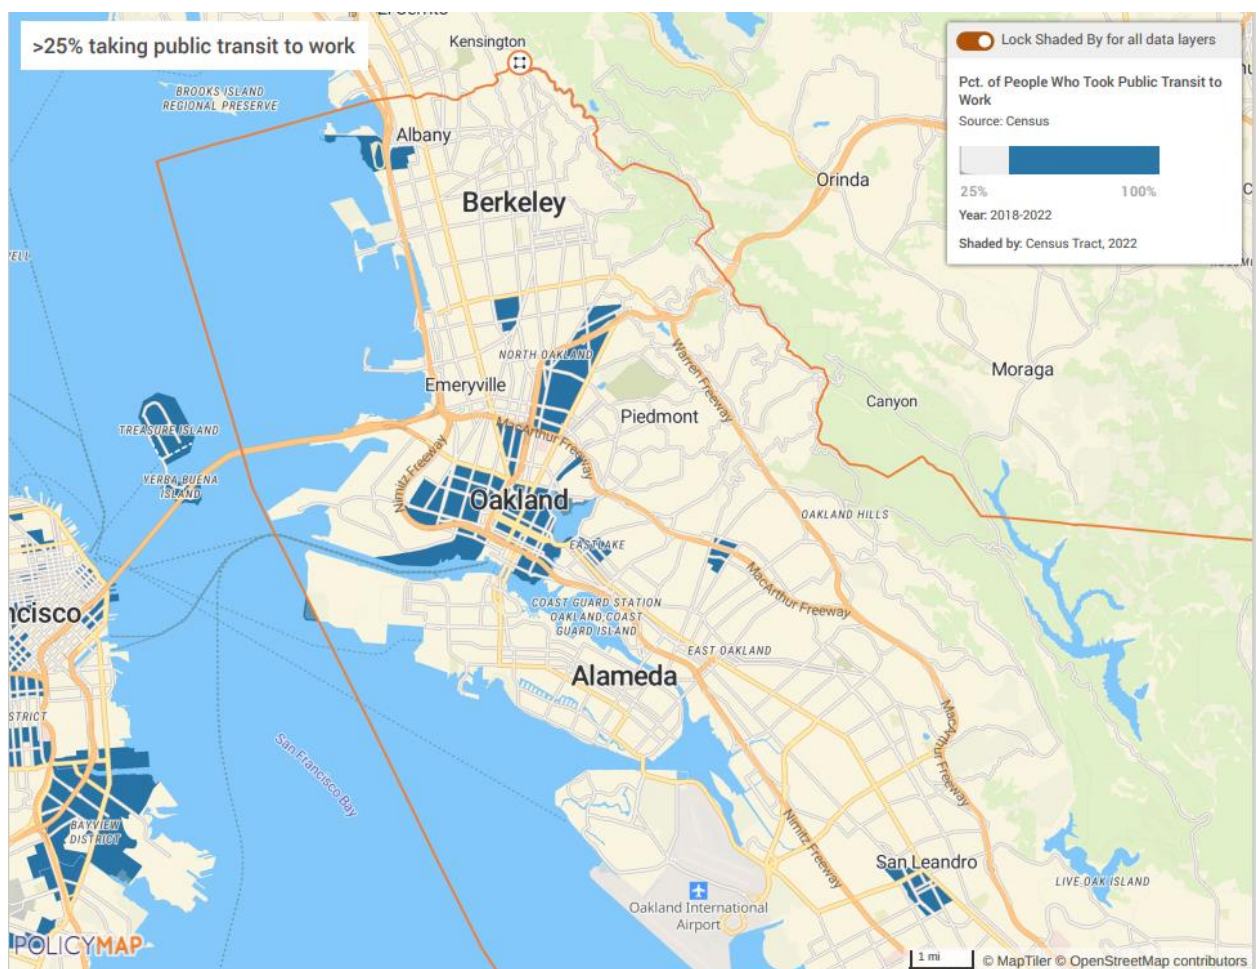 >25% taking public transit to work
Lock Shaded By for all data layers
Pct. of People Who Took Public Transit to
Work
Source: Census
25%
100%
Year: 2018-2022
Shaded by: Census Tract, 2022
Kensington
BROOKS ISLAND
REGIONAL PRESERVE
Albany
Orinda
Berkeley
NORTH OAKLAND
Warren Freeway
Emeryville
Moraga
Canyon
Piedmont
TREASURE ISLAND
MacArthur Freeway
YERBA BUENA
ISLAND
Nimitz Freeway
Oakland
OAKLAND HILLS
EASTLAKE
MacArthur Freeway
COAST GUARD STATION
OAKLAND;COAST
GUARD ISLAND
ncisco
EAST OAKLAND
Alameda
STRICT
MacArthur Freeway
San Francisco Bay
BAYVIEW
DISTRICT
Nimitz Freeway
San Leandro
LIVE OAK ISLAND
Oakland International
Airport
POLICYMAP
1 mi
© MapTiler © OpenStreetMap contributors